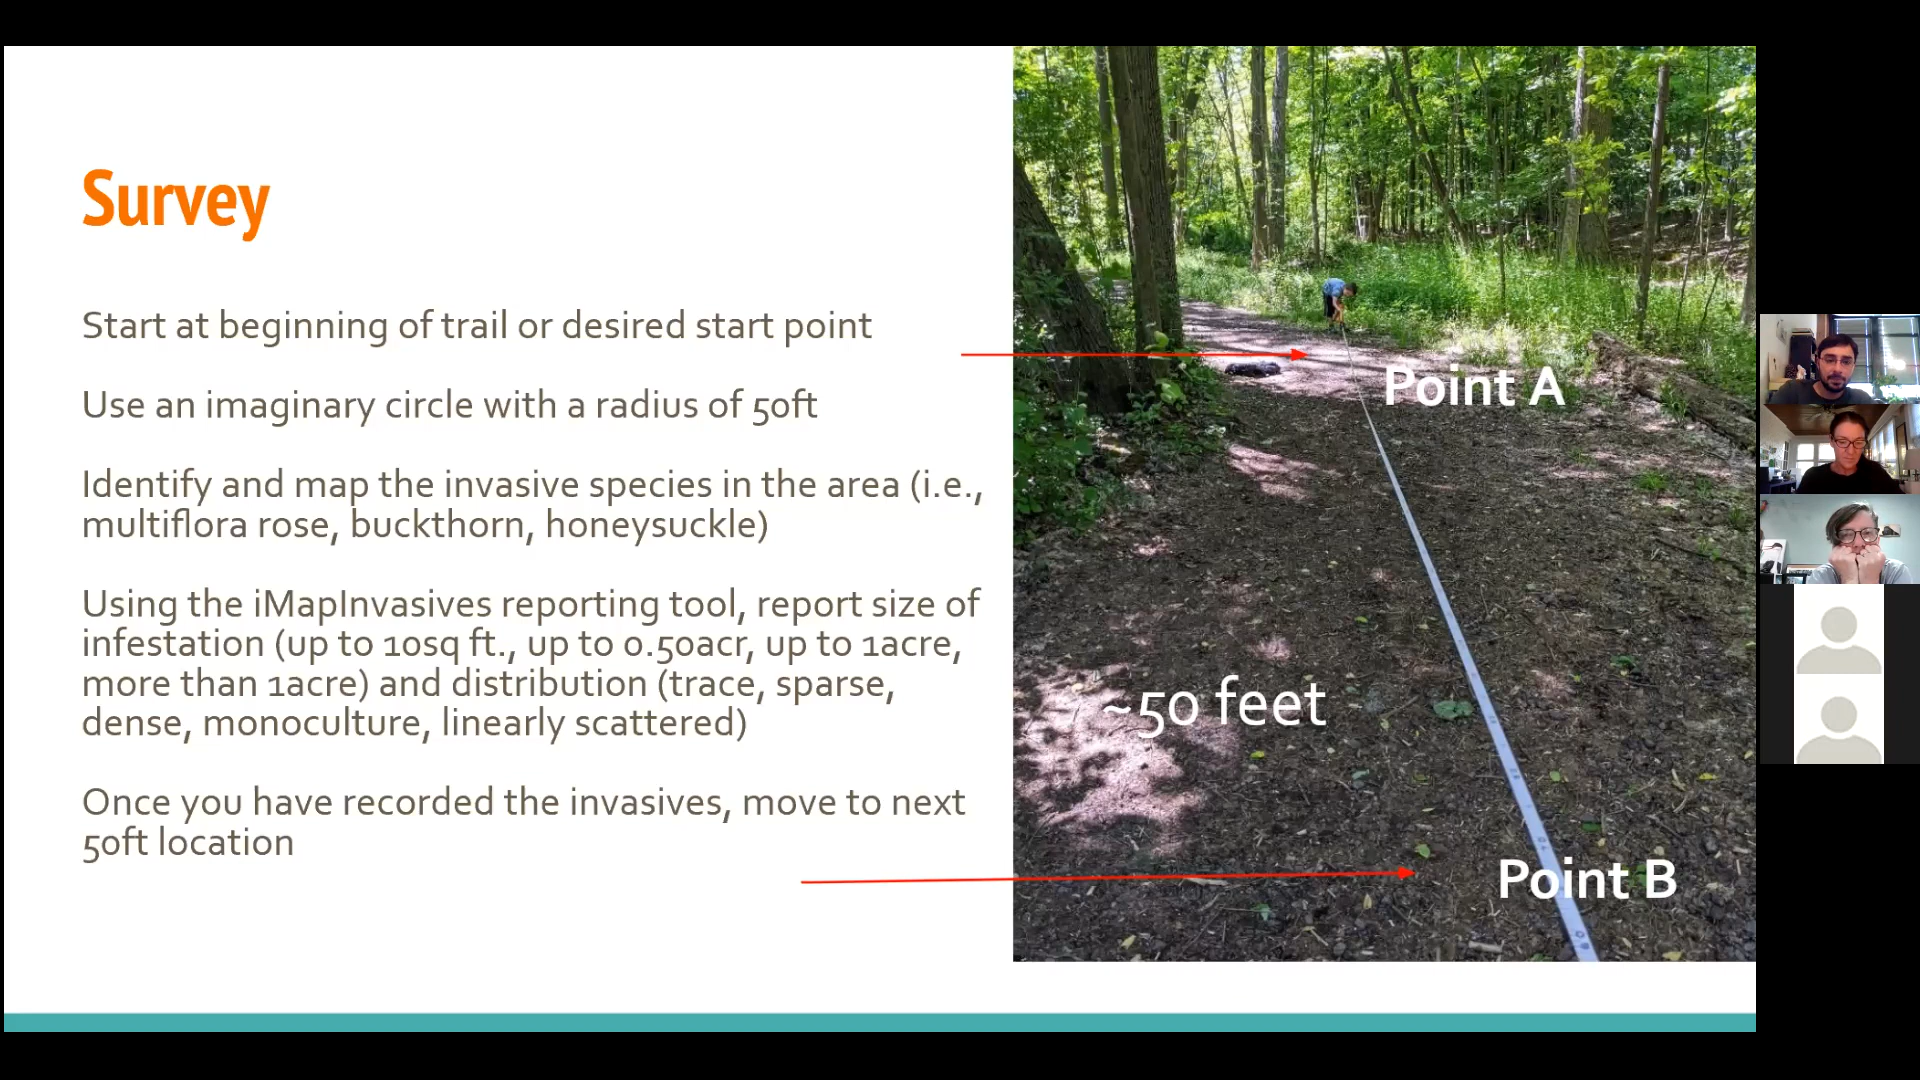 Survey
Start at beginning of trail or desired start point
Use an imaginary circle with a radius of 50ft
Identify and map the invasive species in the area (i.e.,
multiflora rose, buckthorn, honeysuckle)
Using the iMapInvasives reporting tool, report size of
infestation (up to 10sq ft., up to 0.50acr, up to 1acre,
more than 1acre) and distribution (trace, sparse,
dense, monoculture, linearly scattered)
Once you have recorded the invasives, move to next
50ft location
Point A
~50 feet
Point B